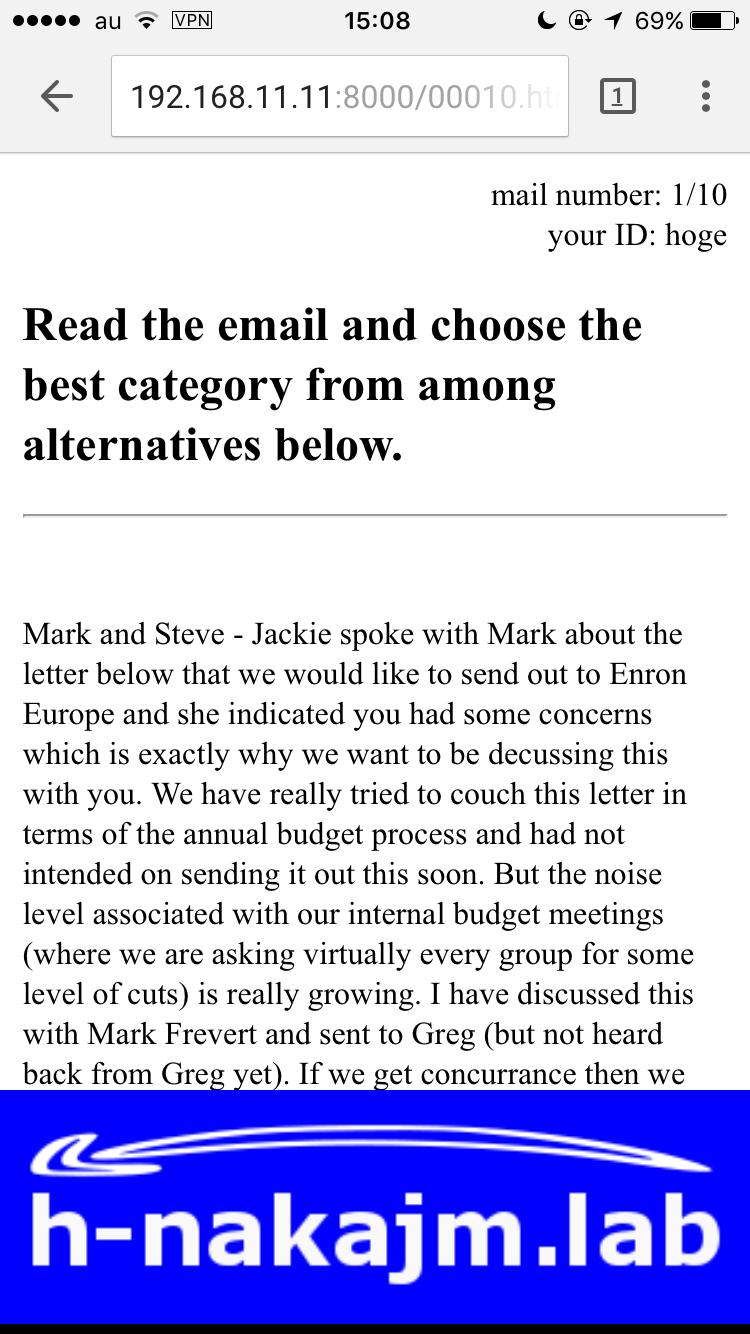 au VPN 15:08 69%
192.168.11.11:8000/00010.ht 1
mail number: 1/10
your ID: hoge
Read the email and choose the
best category from among
alternatives below.
Mark and Steve - Jackie spoke with Mark about the
letter below that we would like to send out to Enron
Europe and she indicated you had some concerns
which is exactly why we want to be decussing this
with you. We have really tried to couch this letter in
terms of the annual budget process and had not
intended on sending it out this soon. But the noise
level associated with our internal budget meetings
(where we are asking virtually every group for some
level of cuts) is really growing. I have discussed this
with Mark Frevert and sent to Greg (but not heard
back from Greg yet). If we get concurrance then we
h-nakajm.lab